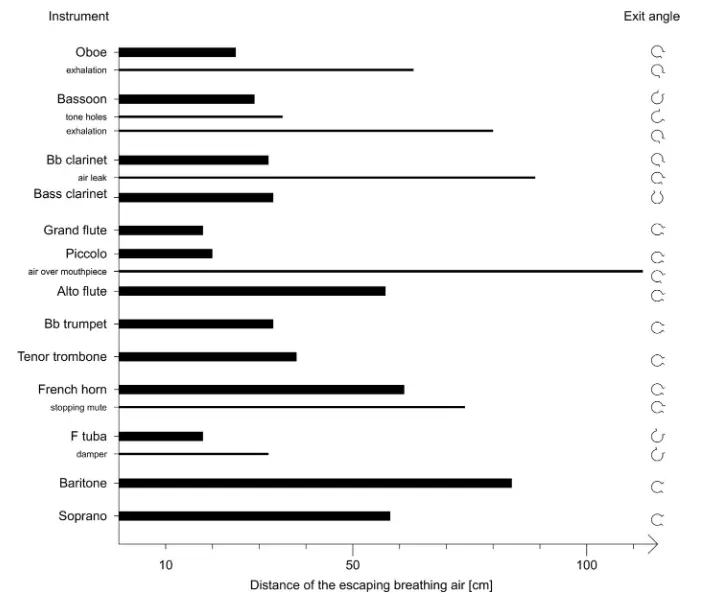 Instrument Exit angle
Oboe
exhalation
Bassoon
tone holes
exhalation
Bb clarinet
air leak
Bass clarinet
Grand flute
Piccolo
air over mouthpiece
Alto flute
Bb trumpet
Tenor trombone
French horn
stopping mute
F tuba
damper
Baritone
Soprano
10 50 100
Distance of the escaping breathing air [cm]